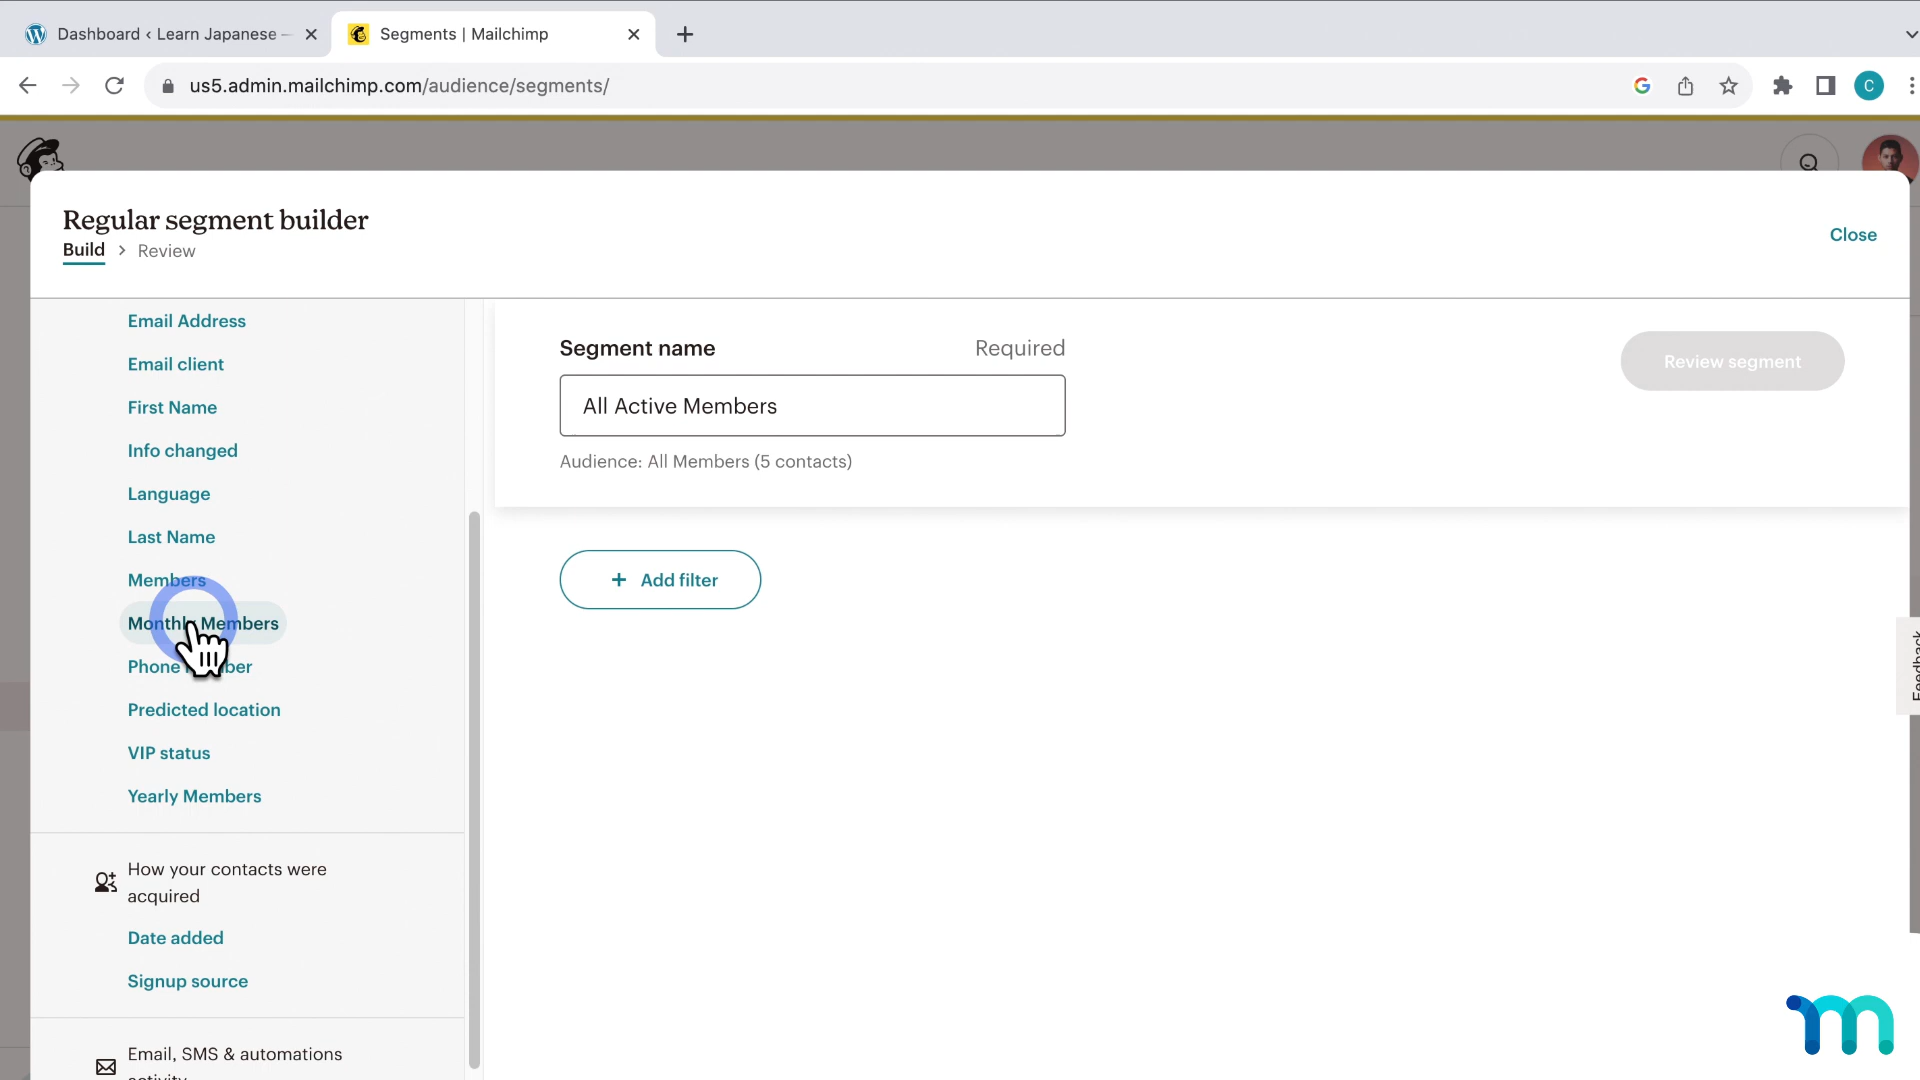 Dashboard ‹ Learn Japanese —
Segments | Mailchimp
us5.admin.mailchimp.com/audience/segments/
C
Regular segment builder
Close
Build > Review
Email Address
Email client
First Name
Info changed
Language
Last Name
Members
Monthly Members
Phone
Predicted location
VIP status
Yearly Members
How your contacts were
acquired
Date added
Signup source
Email, SMS & automations
Segment name
Required
All Active Members
Audience: All Members (5 contacts)
Review segment
+ Add filter
Feedback
m